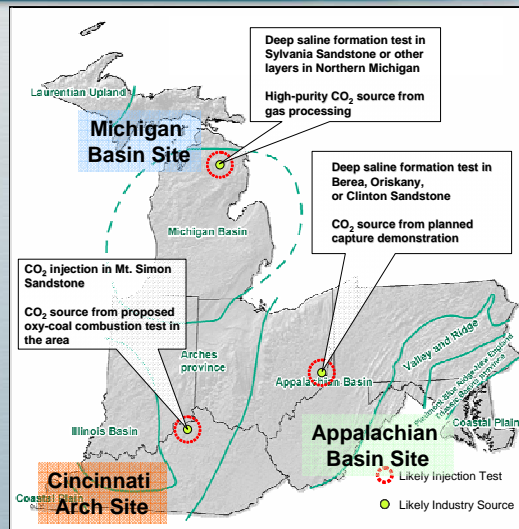 Deep saline formation test in
Sylvania Sandstone or other
layers in Northern Michigan
High-purity CO₂ source from
gas processing
Laurentian Upland
Michigan
Basin Site
Deep saline formation test in
Berea, Oriskany,
or Clinton Sandstone
CO₂ source from planned
capture demonstration
Michigan Basin
CO₂ injection in Mt. Simon
Sandstone
CO₂ source from proposed
oxy-coal combustion test in
the area
Arches
province
Valley and Ridge
Appalachian Basin
Coastal Plain
Illinois Basin
Appalachian
Basin Site
Cincinnati
Arch Site
Coastal Plain
Likely Injection Test
Likely Industry Source